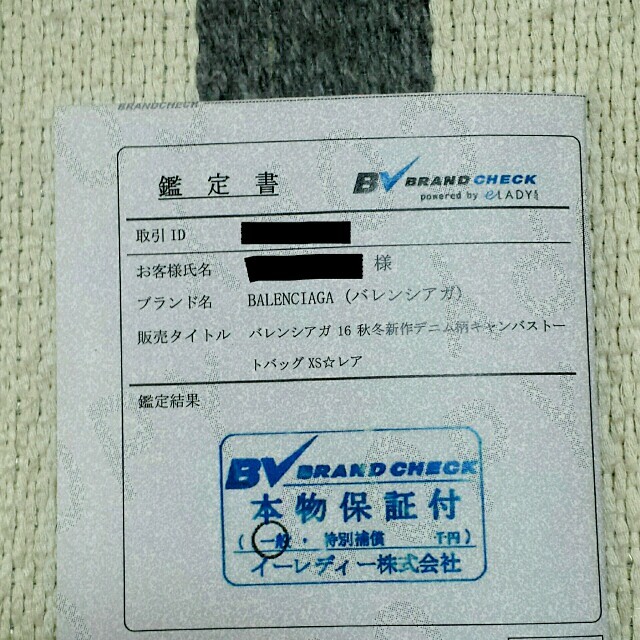 BRANDCHECK
鑑定書
BV BRAND CHECK
powered by eLADY
取引ID
お客様氏名 様
ブランド名 BALENCIAGA (バレンシアガ)
販売タイトル バレンシアガ 16 秋冬新作デニム柄キャンバストー
トバッグ XS☆レア
鑑定結果
BV BRAND CHECK
本物保証付
(一般・特別補償 千円)
イーレディー株式会社